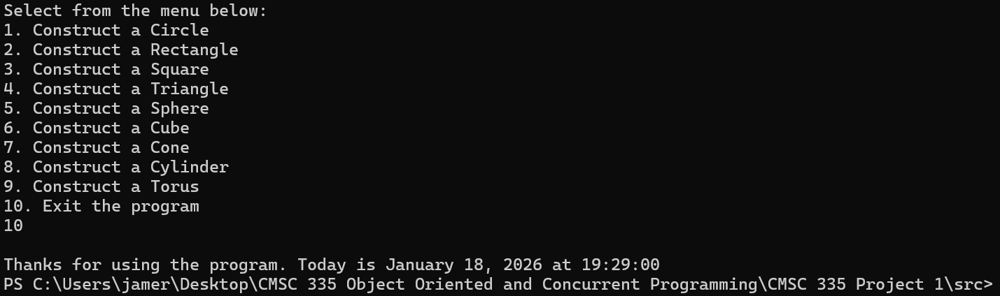 Select from the menu below:
1. Construct a Circle
2. Construct a Rectangle
3. Construct a Square
4. Construct a Triangle
5. Construct a Sphere
6. Construct a Cube
7. Construct a Cone
8. Construct a Cylinder
9. Construct a Torus
10. Exit the program
10
Thanks for using the program. Today is January 18, 2026 at 19:29:00
PS C:\Users\jamer\Desktop\CMSC 335 Object Oriented and Concurrent Programming\CMSC 335 Project 1\src>